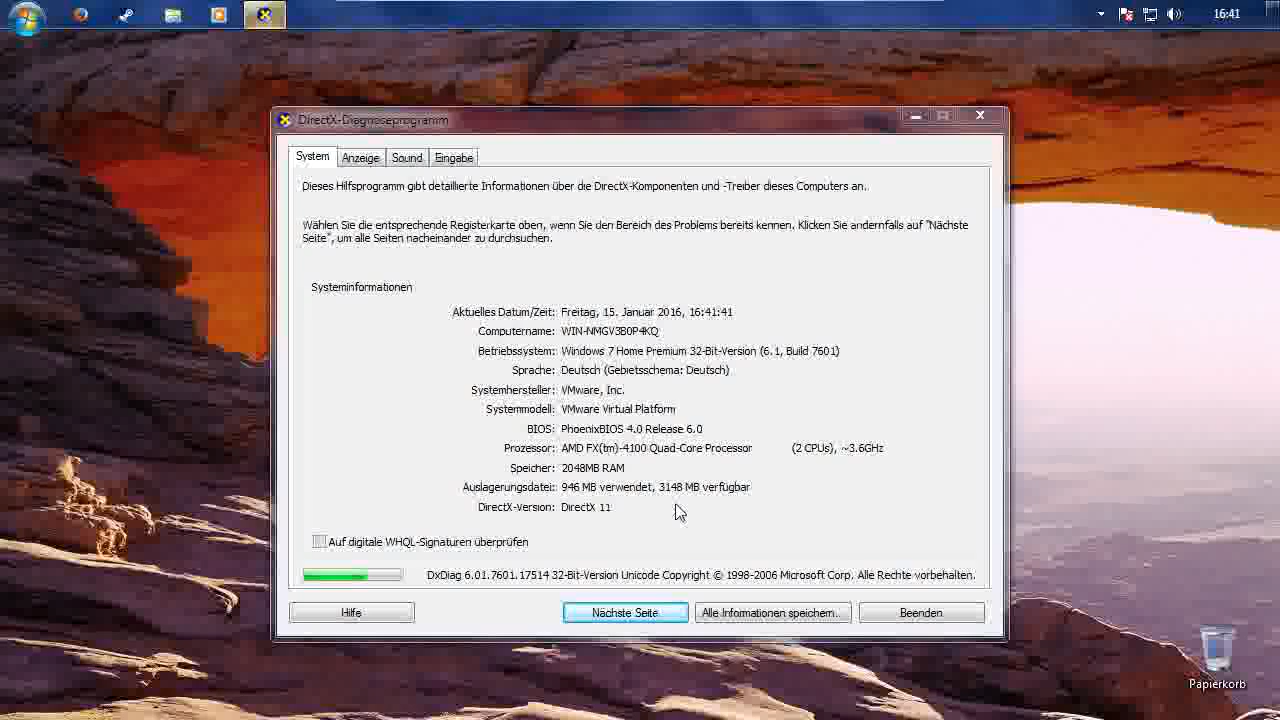 16:41
DirectX-Diagnoseprogramm
System
Anzeige
Sound
Eingabe
Dieses Hilfsprogramm gibt detaillierte Informationen über die DirectX-Komponenten und -Treiber dieses Computers an.
Wählen Sie die entsprechende Registerkarte oben, wenn Sie den Bereich des Problems bereits kennen. Klicken Sie andernfalls auf "Nächste
Seite", um alle Seiten nacheinander zu durchsuchen.
Systeminformationen
Aktuelles Datum/Zeit: Freitag, 15. Januar 2016, 16:41:41
Computername: WIN-NMGV3B0P4KQ
Betriebssystem: Windows 7 Home Premium 32-Bit-Version (6.1, Build 7601)
Sprache: Deutsch (Gebietsschema: Deutsch)
Systemhersteller: VMware, Inc.
Systemmodell: VMware Virtual Platform
BIOS: PhoenixBIOS 4.0 Release 6.0
Prozessor: AMD FX(tm)-4100 Quad-Core Processor (2 CPUs), ~3.6GHz
Speicher: 2048MB RAM
Auslagerungsdatei: 946 MB verwendet, 3148 MB verfügbar
DirectX-Version: DirectX 11
Auf digitale WHQL-Signaturen überprüfen
DxDiag 6.01.7601.17514 32-Bit-Version Unicode Copyright © 1998-2006 Microsoft Corp. Alle Rechte vorbehalten.
Hilfe
Nächste Seite
Alle Informationen speichern...
Beenden
Papierkorb